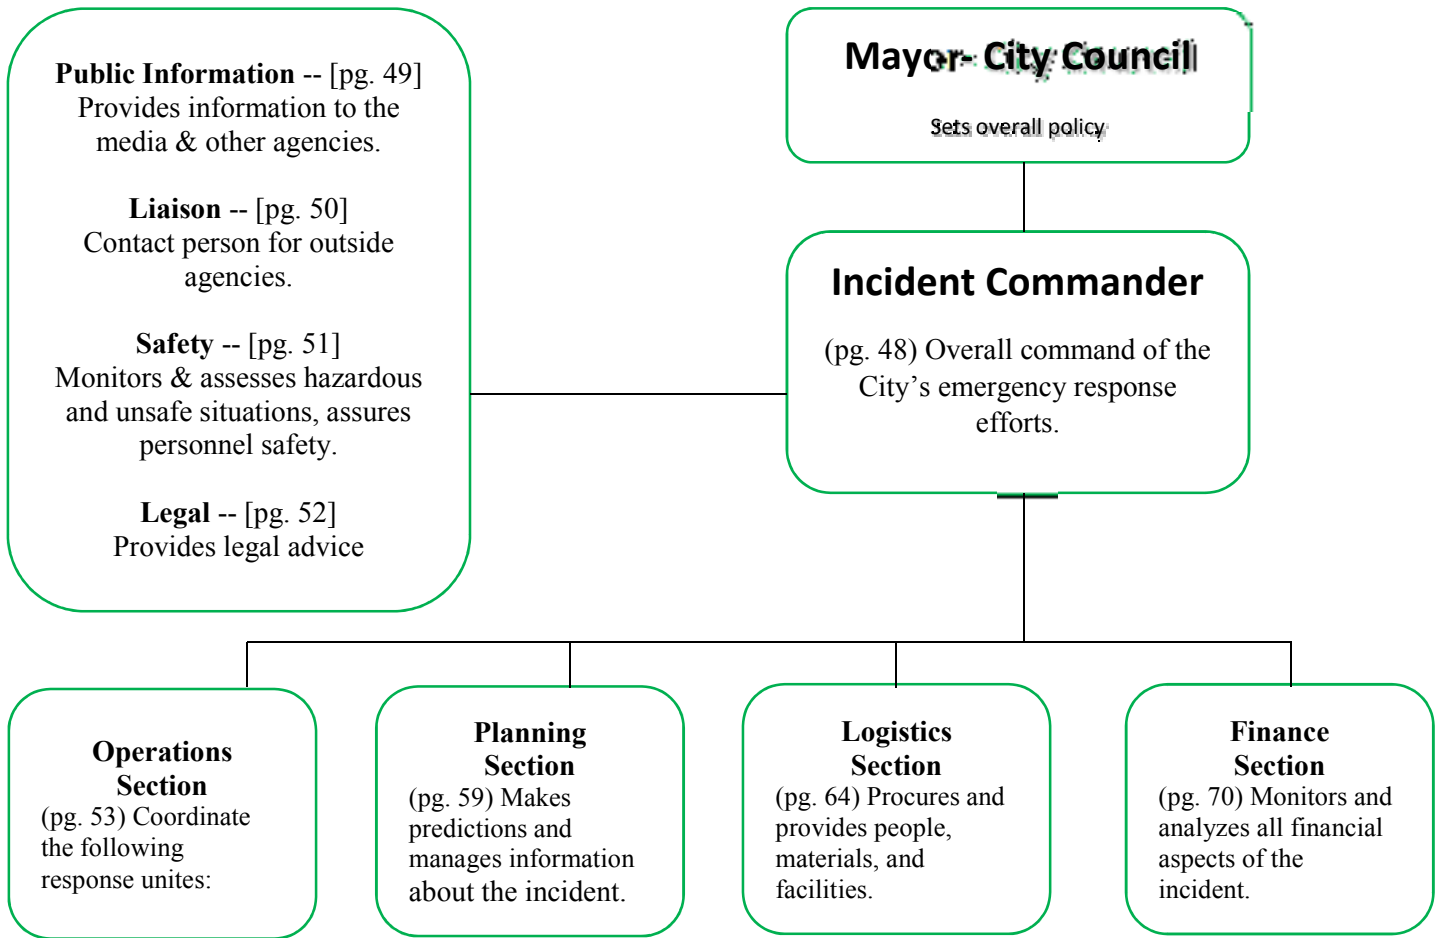 Public Information -- [pg. 49]
Provides information to the
media & other agencies.
Liaison -- [pg. 50]
Contact person for outside
agencies.
Safety -- [pg. 51]
Monitors & assesses hazardous
and unsafe situations, assures
personnel safety.
Legal -- [pg. 52]
Provides legal advice
Mayor- City Council
Sets overall policy
Incident Commander
(pg. 48) Overall command of the
City’s emergency response
efforts.
Operations
Section
(pg. 53) Coordinate
the following
response unites:
Planning
Section
(pg. 59) Makes
predictions and
manages information
about the incident.
Logistics
Section
(pg. 64) Procures and
provides people,
materials, and
facilities.
Finance
Section
(pg. 70) Monitors and
analyzes all financial
aspects of the
incident.